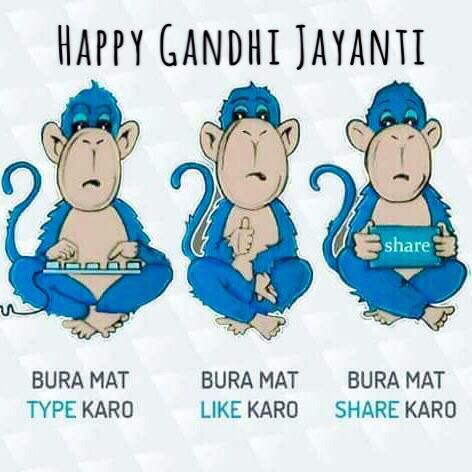 HAPPY GANDHI JAYANTI
share
BURA MAT
TYPE KARO
BURA MAT
LIKE KARO
BURA MAT
SHARE KARO